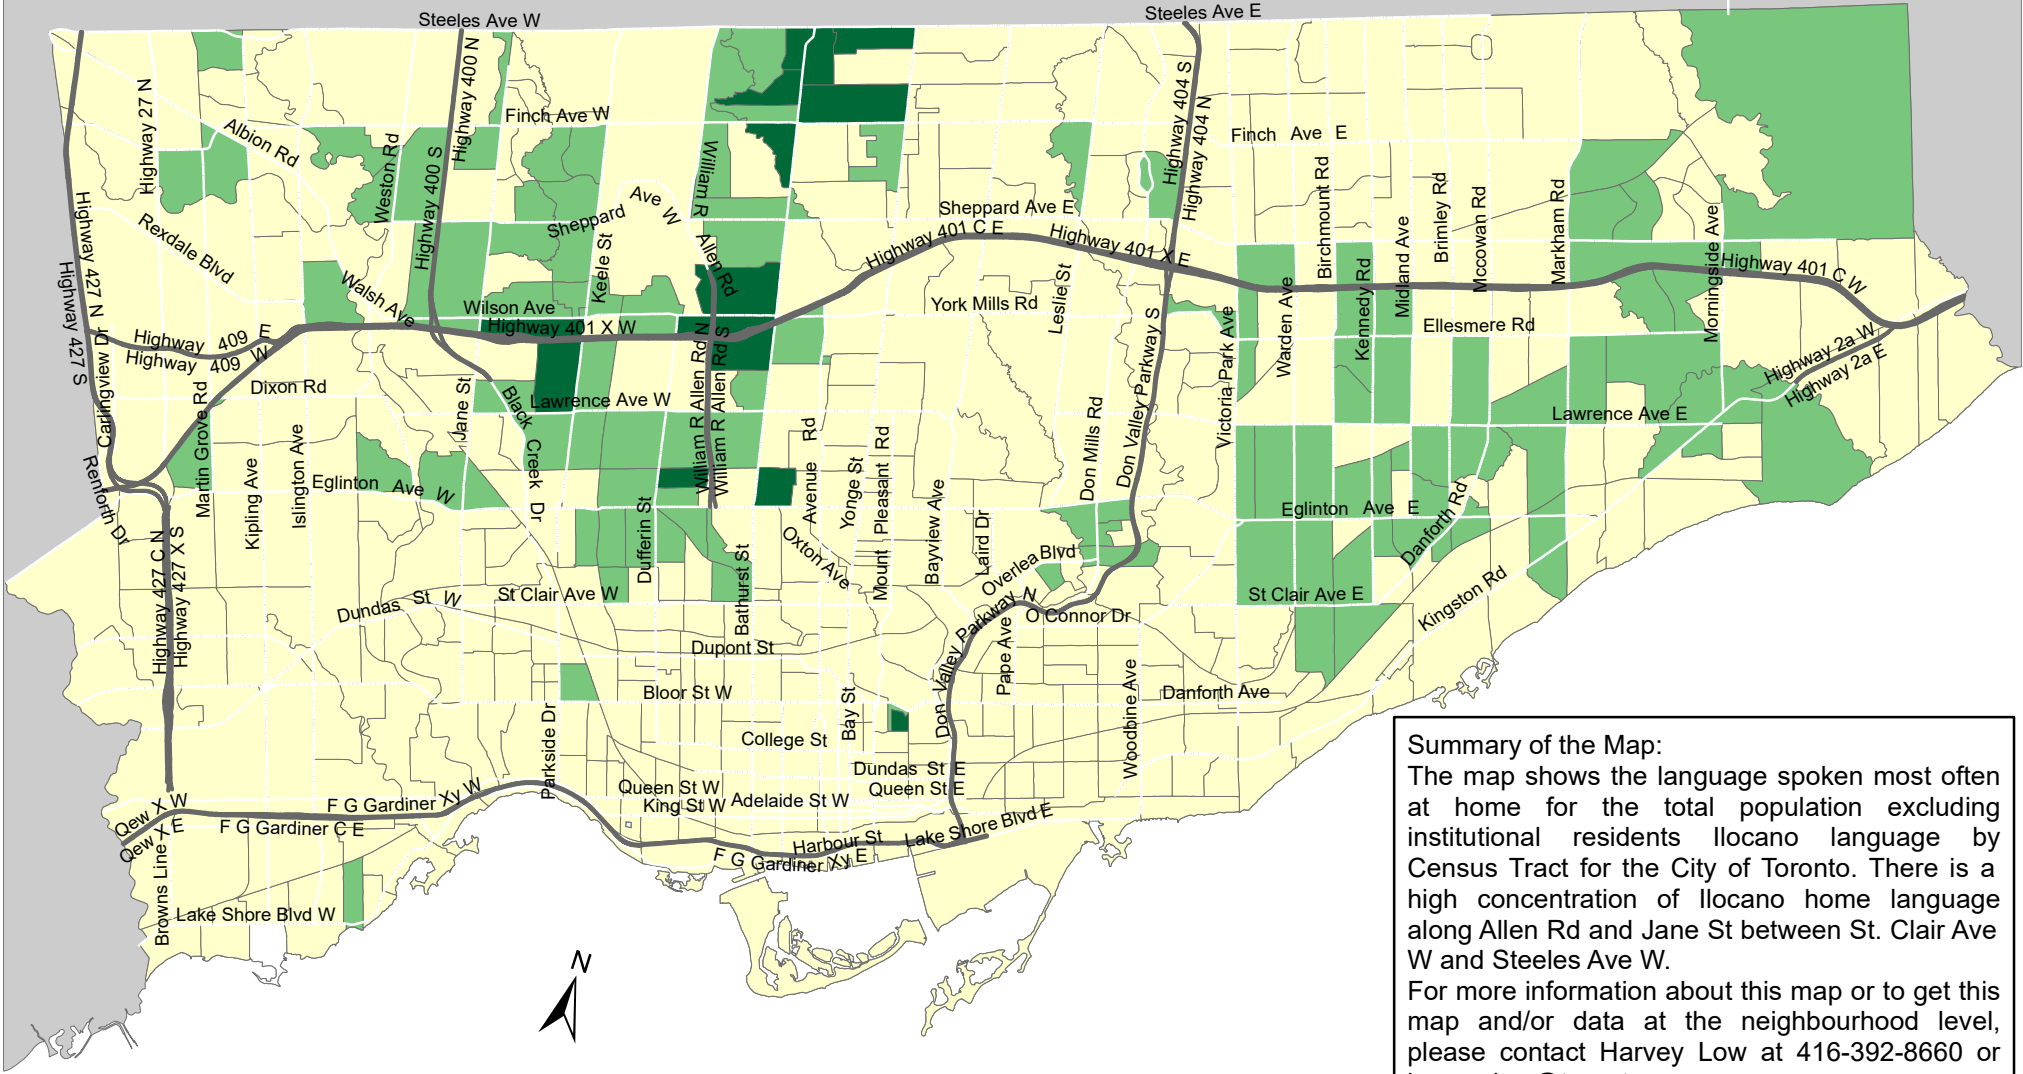 Steeles Ave W
Steeles Ave E
Highway 27 N
Albion Rd
Weston Rd
Highway 400 N
Highway 400 S
Finch Ave W
William R
Allen Rd
Highway 404 S
Highway 404 N
Finch Ave E
Sheppard Ave W
Keele St
Sheppard Ave E
Highway 401 C E
Highway 401 X E
Birchmount Rd
Midland Ave
Brimley Rd
Mccowan Rd
Markham Rd
Morningside Ave
Highway 401 C W
Highway 427 N
Highway 427 S
Rexdale Blvd
Walsh Ave
Wilson Ave
Highway 401 X W
York Mills Rd
Leslie St
Kennedy Rd
Warden Ave
Ellesmere Rd
Highway 2a W
Highway 2a E
Highway 409 E
Highway 409 W
Carlingview Dr
Dixon Rd
Martin Grove Rd
Kipling Ave
Islington Ave
Jane St
Black Creek Dr
Lawrence Ave W
William R Allen Rd N
William R Allen Rd S
Avenue Rd
Yonge St
Mount Pleasant Rd
Bayview Ave
Laird Dr
Don Mills Rd
Don Valley Parkway S
Victoria Park Ave
Lawrence Ave E
Renforth Dr
Eglinton Ave W
Eglinton Ave E
Danforth Rd
Highway 427 C N
Highway 427 X S
Dufferin St
Bathurst St
Oxton Ave
Overlea Blvd
Dundas St W
St Clair Ave W
St Clair Ave E
Kingston Rd
Don Valley Parkway N
O Connor Dr
Pape Ave
Dupont St
Bloor St W
Parkside Dr
Bay St
College St
Woodbine Ave
Danforth Ave
Dundas St E
Queen St E
Queen St W
King St W
Adelaide St W
Qew X W
Qew X E
F G Gardiner Xy W
F G Gardiner C E
Browns Line
F G Gardiner Xy E
Harbour St
Lake Shore Blvd E
Lake Shore Blvd W
N
Summary of the Map:
The map shows the language spoken most often
at home for the total population excluding
institutional residents Ilocano language by
Census Tract for the City of Toronto. There is a
high concentration of Ilocano home language
along Allen Rd and Jane St between St. Clair Ave
W and Steeles Ave W.
For more information about this map or to get this
map and/or data at the neighbourhood level,
please contact Harvey Low at 416-392-8660 or